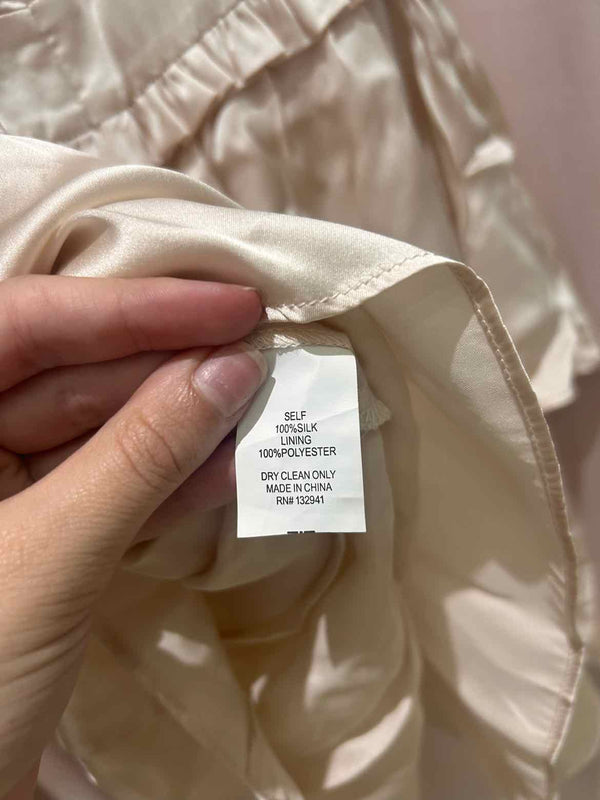 SELF
100%SILK
LINING
100%POLYESTER
DRY CLEAN ONLY
MADE IN CHINA
RN# 132941